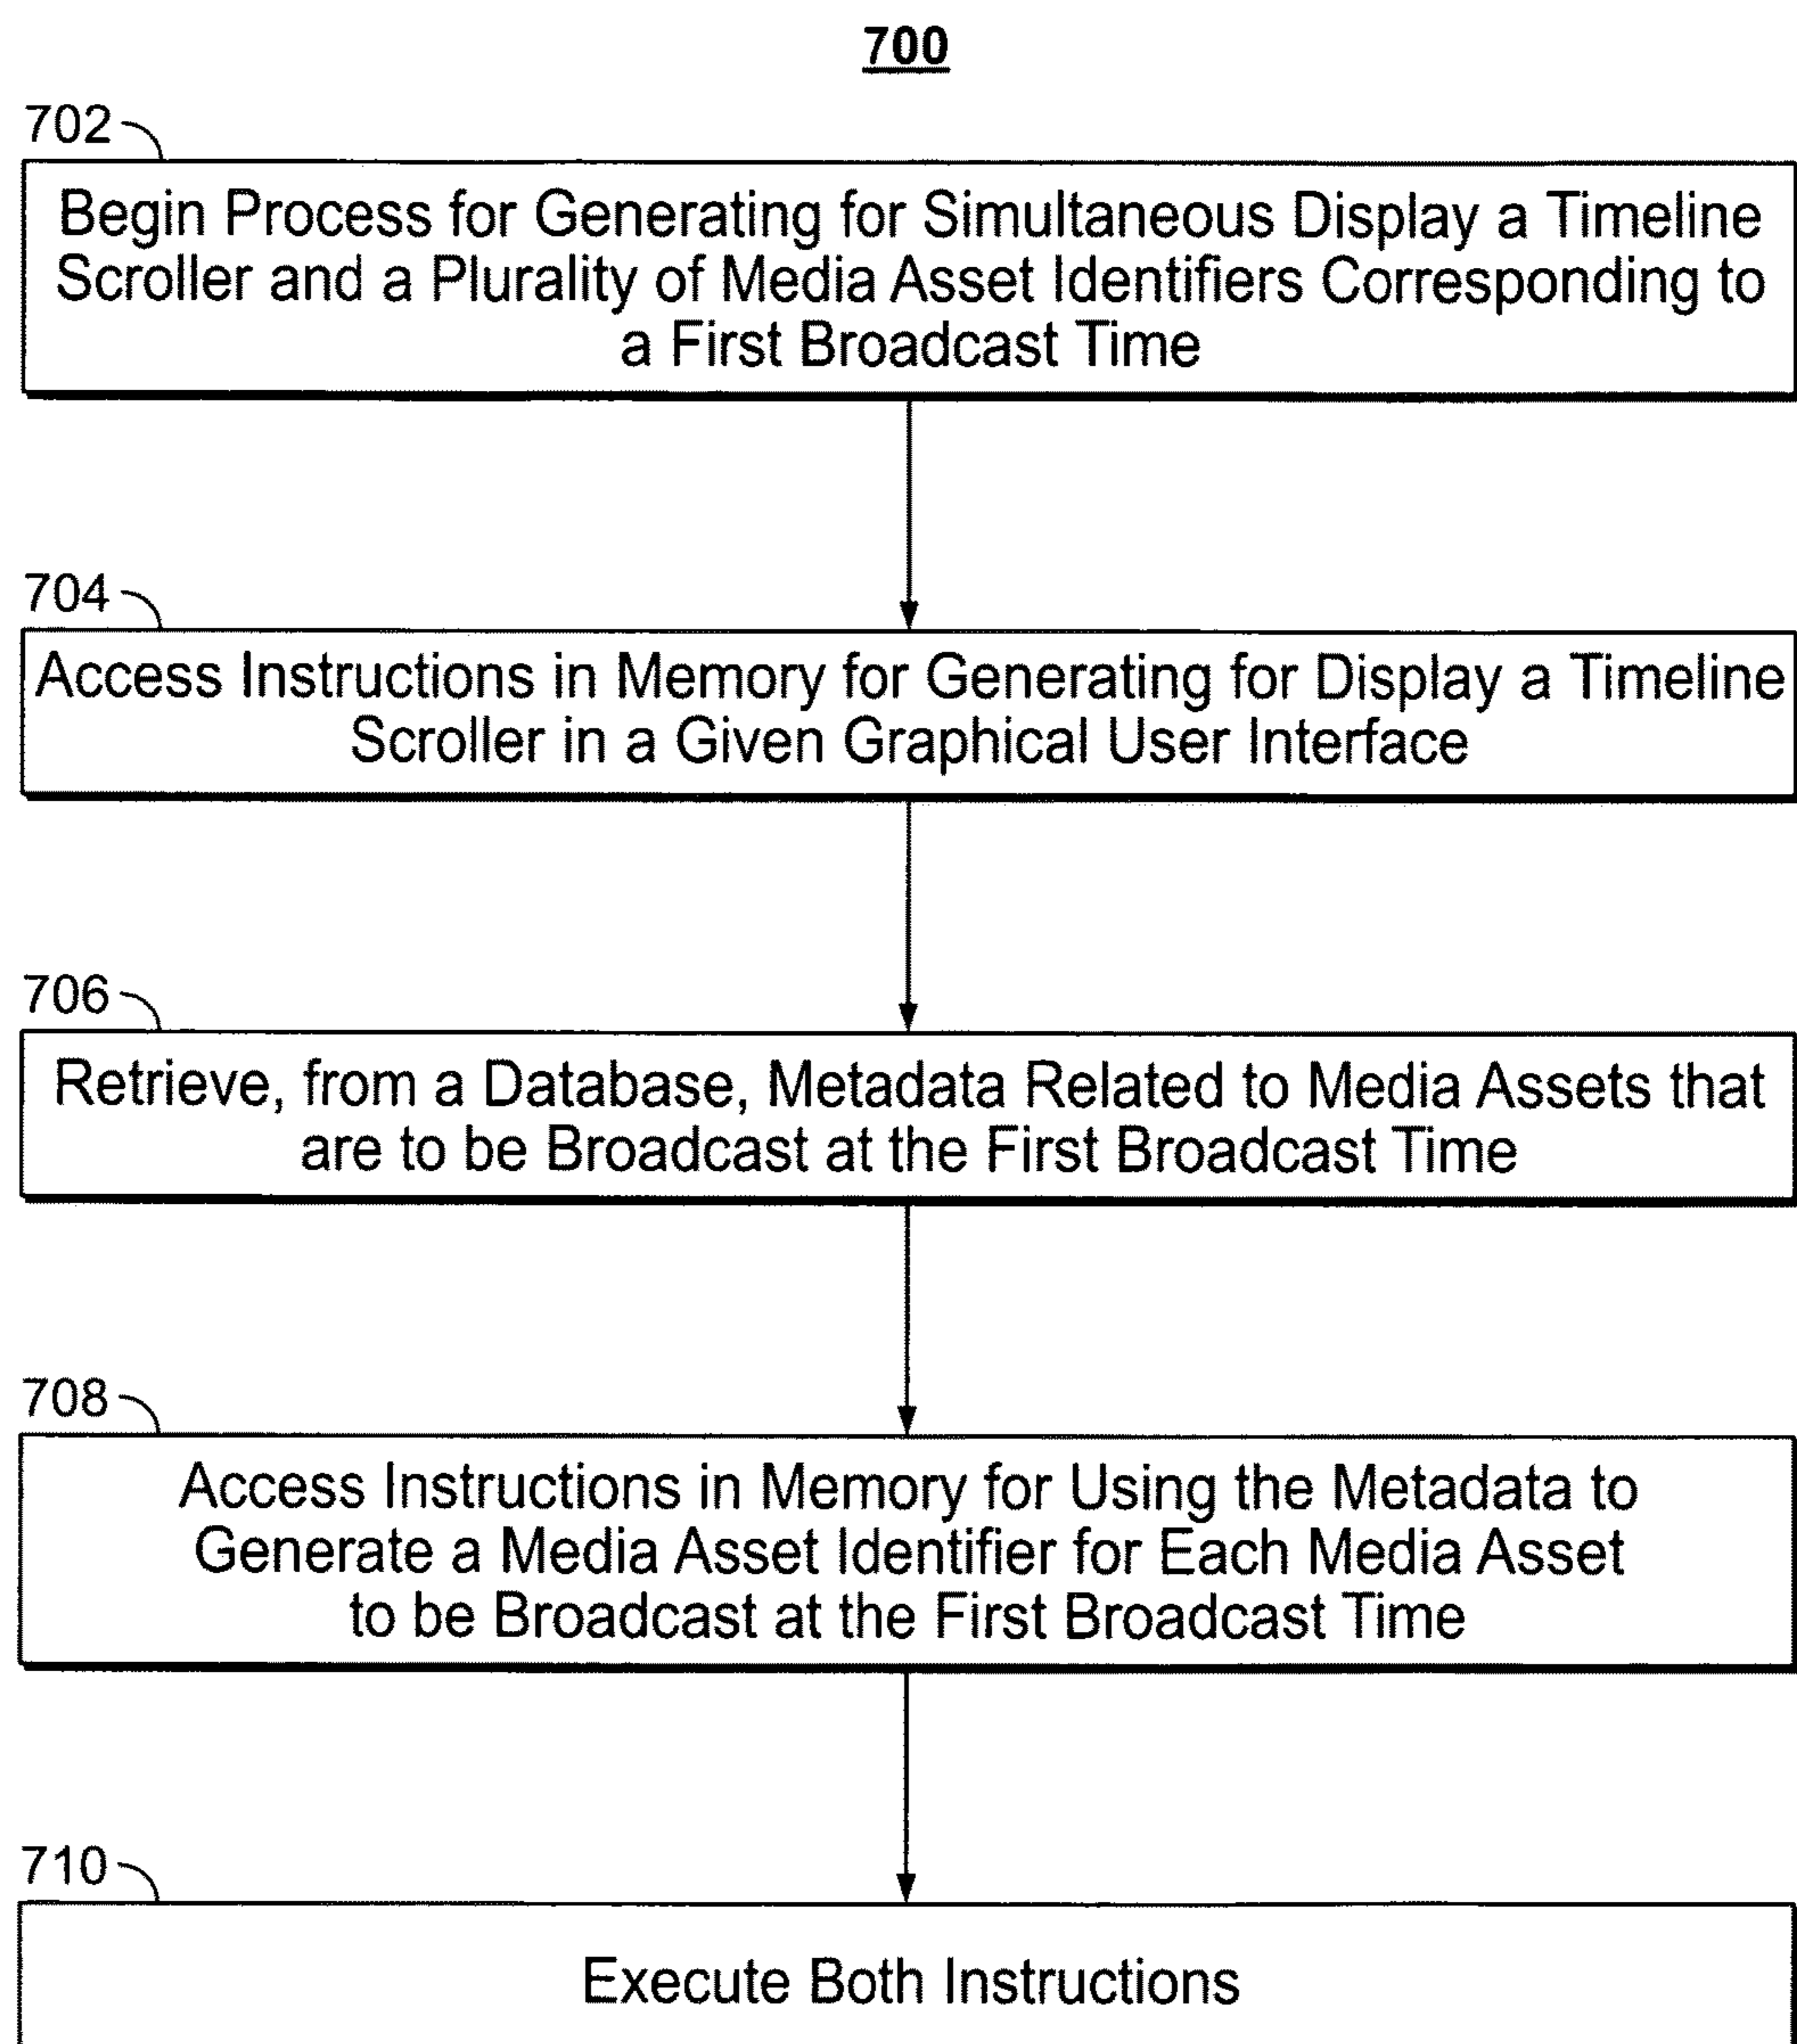 700
702
Begin Process for Generating for Simultaneous Display a Timeline
Scroller and a Plurality of Media Asset Identifiers Corresponding to
a First Broadcast Time
704
Access Instructions in Memory for Generating for Display a Timeline
Scroller in a Given Graphical User Interface
706
Retrieve, from a Database, Metadata Related to Media Assets that
are to be Broadcast at the First Broadcast Time
708
Access Instructions in Memory for Using the Metadata to
Generate a Media Asset Identifier for Each Media Asset
to be Broadcast at the First Broadcast Time
710
Execute Both Instructions